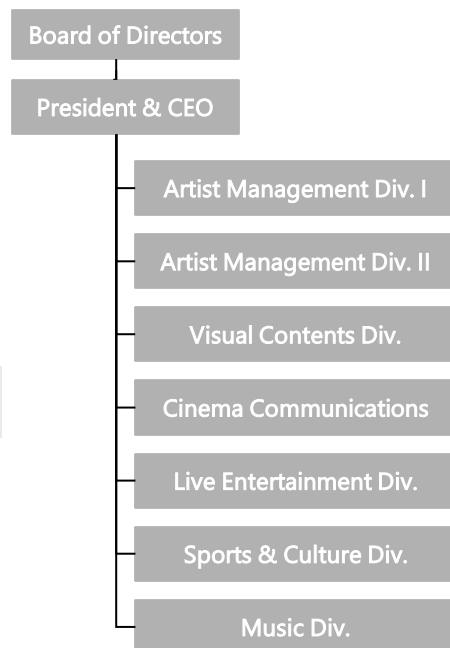 Board of Directors
President & CEO
Artist Management Div. I
Artist Management Div. II
Visual Contents Div.
Cinema Communications
Live Entertainment Div.
Sports & Culture Div.
Music Div.